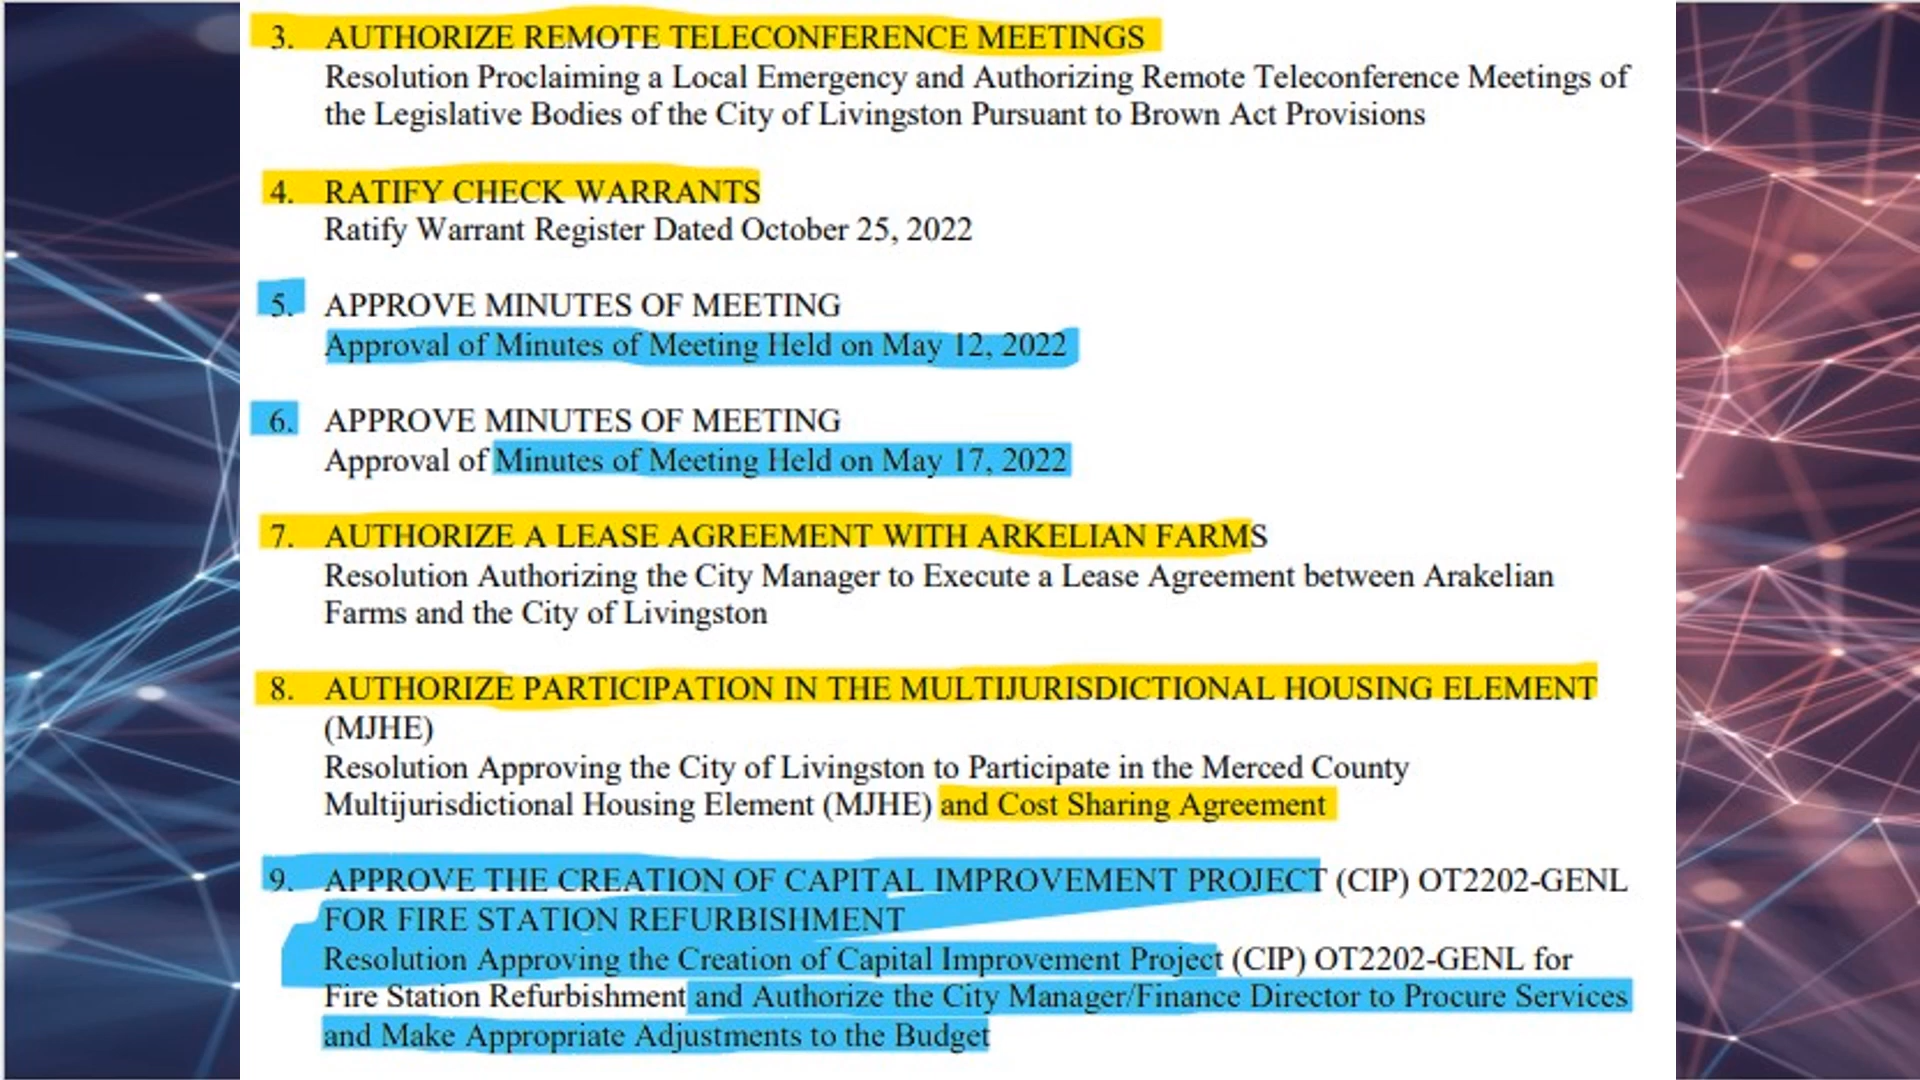 3. AUTHORIZE REMOTE TELECONFERENCE MEETINGS
Resolution Proclaiming a Local Emergency and Authorizing Remote Teleconference Meetings of
the Legislative Bodies of the City of Livingston Pursuant to Brown Act Provisions
4. RATIFY CHECK WARRANTS
Ratify Warrant Register Dated October 25, 2022
5. APPROVE MINUTES OF MEETING
Approval of Minutes of Meeting Held on May 12, 2022
6. APPROVE MINUTES OF MEETING
Approval of Minutes of Meeting Held on May 17, 2022
7. AUTHORIZE A LEASE AGREEMENT WITH ARKELIAN FARMS
Resolution Authorizing the City Manager to Execute a Lease Agreement between Arakelian
Farms and the City of Livingston
8. AUTHORIZE PARTICIPATION IN THE MULTIJURISDICTIONAL HOUSING ELEMENT
(MJHE)
Resolution Approving the City of Livingston to Participate in the Merced County
Multijurisdictional Housing Element (MJHE) and Cost Sharing Agreement
9. APPROVE THE CREATION OF CAPITAL IMPROVEMENT PROJECT (CIP) OT2202-GENL
FOR FIRE STATION REFURBISHMENT
Resolution Approving the Creation of Capital Improvement Project (CIP) OT2202-GENL for
Fire Station Refurbishment and Authorize the City Manager/Finance Director to Procure Services
and Make Appropriate Adjustments to the Budget